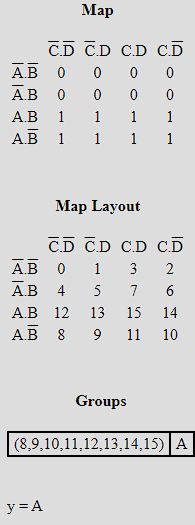 Map
C̅.D̅ C̅.D C.D C.D̅
A̅.B̅ 0 0 0 0
A̅.B 0 0 0 0
A.B 1 1 1 1
A.B̅ 1 1 1 1
Map Layout
C̅.D̅ C̅.D C.D C.D̅
A̅.B̅ 0 1 3 2
A̅.B 4 5 7 6
A.B 12 13 15 14
A.B̅ 8 9 11 10
Groups
(8,9,10,11,12,13,14,15) A
y = A